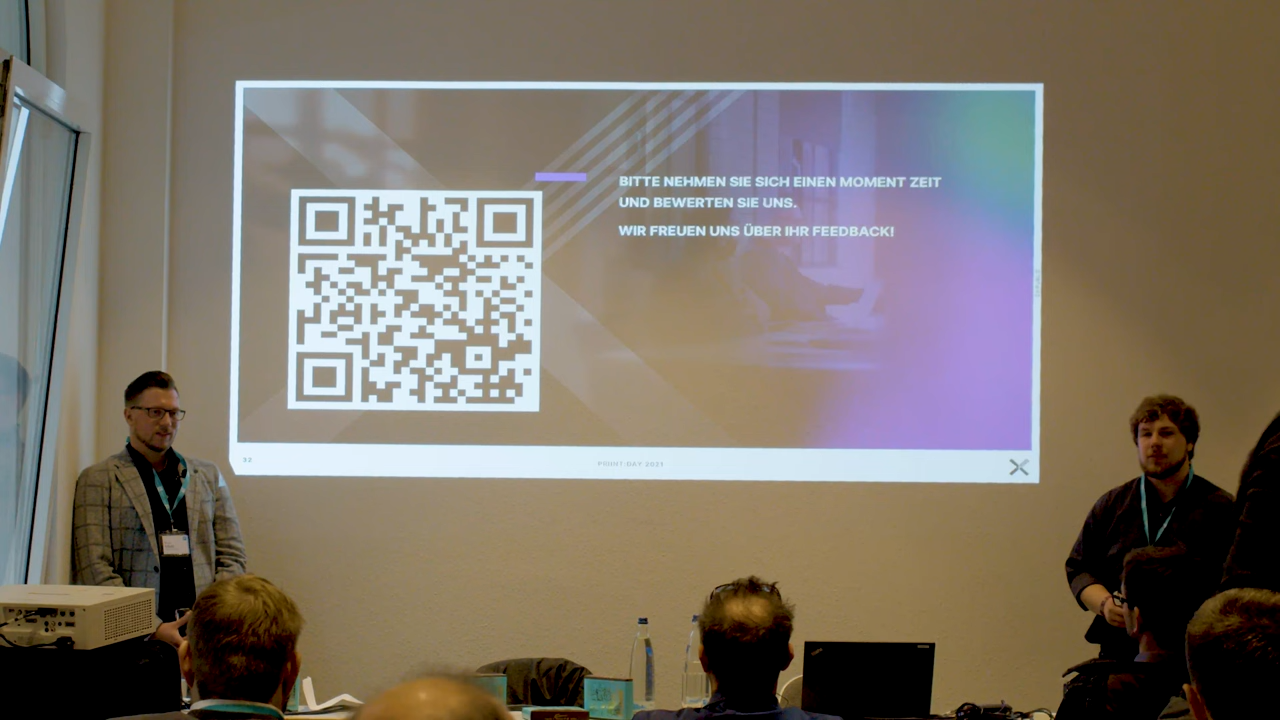 BITTE NEHMEN SIE SICH EINEN MOMENT ZEIT
UND BEWERTEN SIE UNS.
WIR FREUEN UNS ÜBER IHR FEEDBACK!
32
POINT DAY 2021